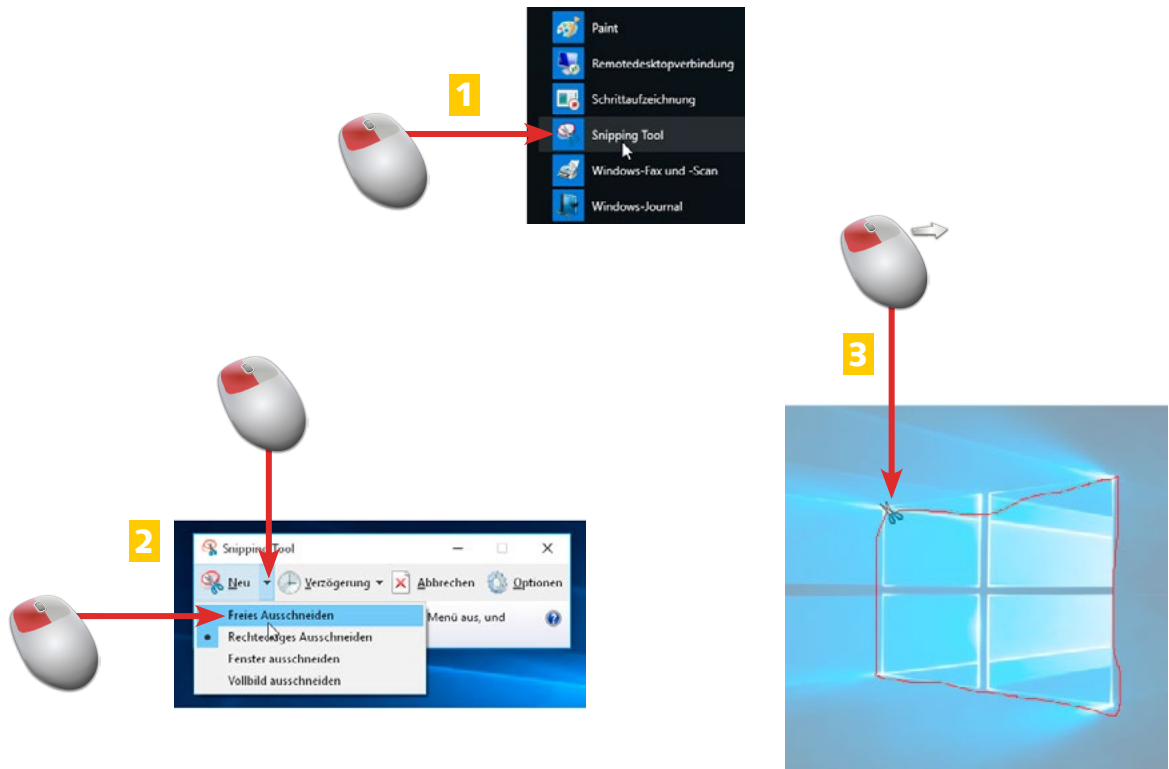 Paint
Remotedesktopverbindung
1
Schrittaufzeichnung
Snipping Tool
Windows-Fax und -Scan
Windows-Journal
3
2
Snipping Tool
Neu Verzögerung Abbrechen Optionen
Freies Ausschneiden Menü aus, und
Rechteckiges Ausschneiden
Fenster ausschneiden
Vollbild ausschneiden